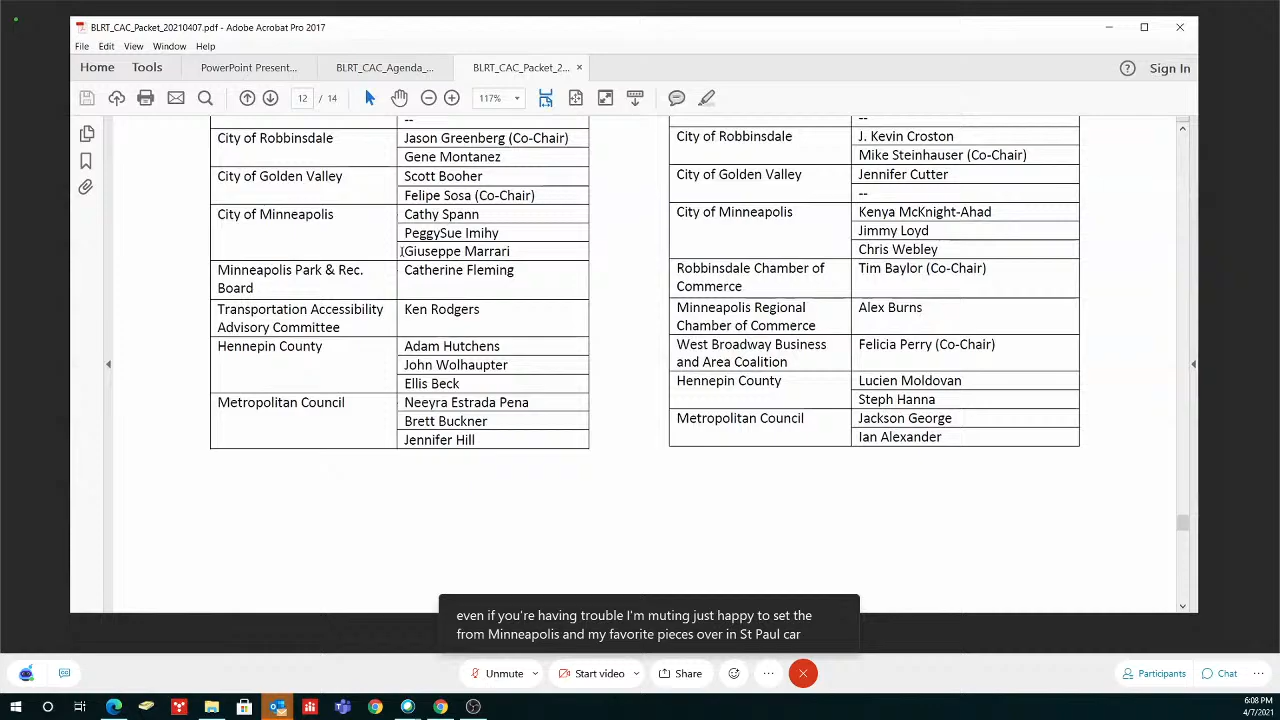 BLRT_CAC_Packet_20210407.pdf - Adobe Acrobat Pro 2017
File Edit View Window Help
Home Tools PowerPoint Present... BLRT_CAC_Agenda_... BLRT_CAC_Packet_2... × Sign In
12 / 14 117%
--
City of Robbinsdale Jason Greenberg (Co-Chair)
Gene Montanez
City of Golden Valley Scott Booher
Felipe Sosa (Co-Chair)
City of Minneapolis Cathy Spann
PeggySue Imihy
Giuseppe Marrari
Minneapolis Park & Rec. Catherine Fleming
Board
Transportation Accessibility Ken Rodgers
Advisory Committee
Hennepin County Adam Hutchens
John Wolhaupter
Ellis Beck
Metropolitan Council Neeyra Estrada Pena
Brett Buckner
Jennifer Hill
--
City of Robbinsdale J. Kevin Croston
Mike Steinhauser (Co-Chair)
City of Golden Valley Jennifer Cutter
--
City of Minneapolis Kenya McKnight-Ahad
Jimmy Loyd
Chris Webley
Robbinsdale Chamber of Tim Baylor (Co-Chair)
Commerce
Minneapolis Regional Alex Burns
Chamber of Commerce
West Broadway Business Felicia Perry (Co-Chair)
and Area Coalition
Hennepin County Lucien Moldovan
Steph Hanna
Metropolitan Council Jackson George
Ian Alexander
even if you're having trouble I'm muting just happy to set the
from Minneapolis and my favorite pieces over in St Paul car
Unmute Start video Share Participants Chat
6:08 PM
4/7/2021